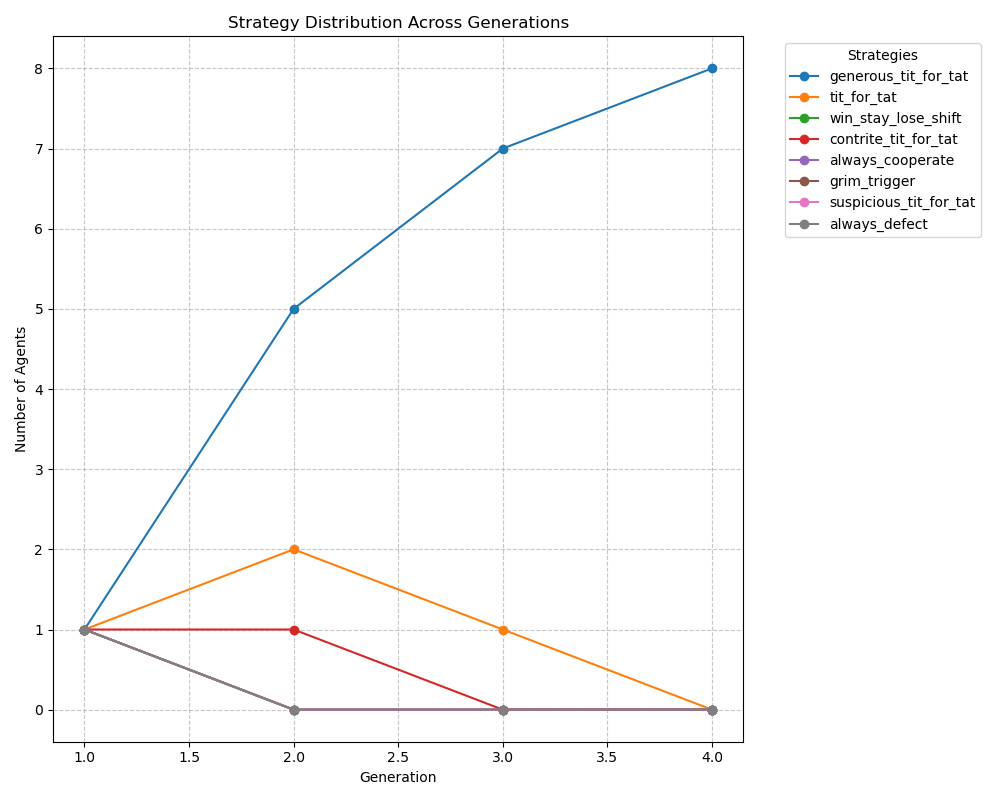 Strategy Distribution Across Generations
Strategies
generous_tit_for_tat
tit_for_tat
win_stay_lose_shift
contrite_tit_for_tat
always_cooperate
grim_trigger
suspicious_tit_for_tat
always_defect
Number of Agents
8
7
6
5
4
3
2
1
0
1.0 1.5 2.0 2.5 3.0 3.5 4.0
Generation